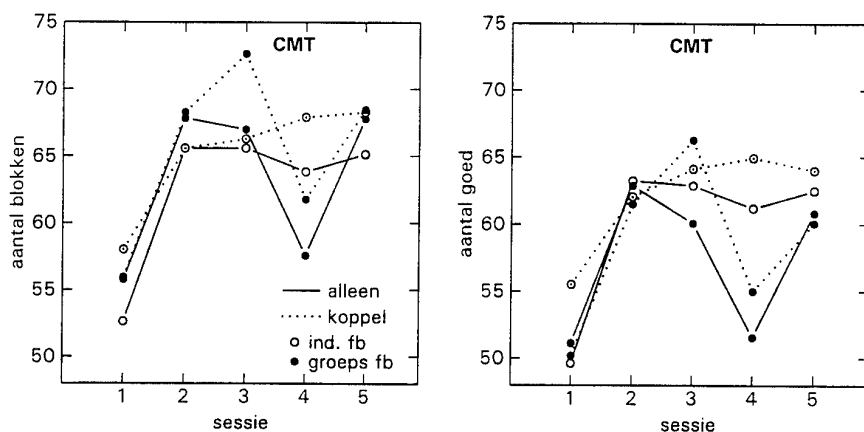 CMT
aantal blokken
75
70
65
60
55
50
alleen
koppel
ind. fb
groeps fb
1 2 3 4 5
sessie
CMT
aantal goed
75
70
65
60
55
50
1 2 3 4 5
sessie